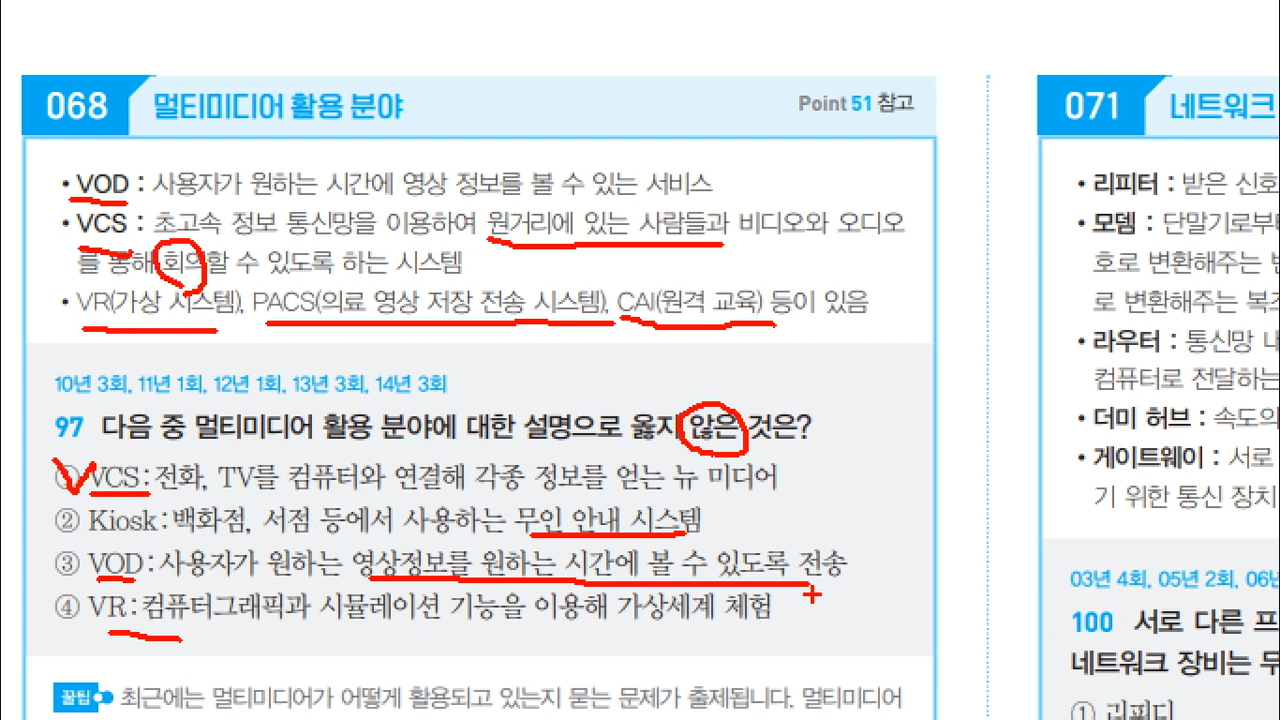 068 멀티미디어 활용 분야 Point 51 참고
• VOD : 사용자가 원하는 시간에 영상 정보를 볼 수 있는 서비스
• VCS : 초고속 정보 통신망을 이용하여 원거리에 있는 사람들과 비디오와 오디오
를 통해 회의할 수 있도록 하는 시스템
• VR(가상 시스템), PACS(의료 영상 저장 전송 시스템), CAI(원격 교육) 등이 있음
10년 3회, 11년 1회, 12년 1회, 13년 3회, 14년 3회
97 다음 중 멀티미디어 활용 분야에 대한 설명으로 옳지 않은 것은?
① VCS : 전화, TV를 컴퓨터와 연결해 각종 정보를 얻는 뉴 미디어
② Kiosk : 백화점, 서점 등에서 사용하는 무인 안내 시스템
③ VOD : 사용자가 원하는 영상정보를 원하는 시간에 볼 수 있도록 전송
④ VR : 컴퓨터그래픽과 시뮬레이션 기능을 이용해 가상세계 체험
꿀팁 최근에는 멀티미디어가 어떻게 활용되고 있는지 묻는 문제가 출제됩니다. 멀티미디어
071 네트워크
• 리피터 : 받은 신호
• 모뎀 : 단말기로부
호로 변환해주는
로 변환해주는 복조
• 라우터 : 통신망 내
컴퓨터로 전달하는
• 더미 허브 : 속도의
• 게이트웨이 : 서로
기 위한 통신 장치
03년 4회, 05년 2회, 06년
100 서로 다른 프
네트워크 장비는 무
① 리피터